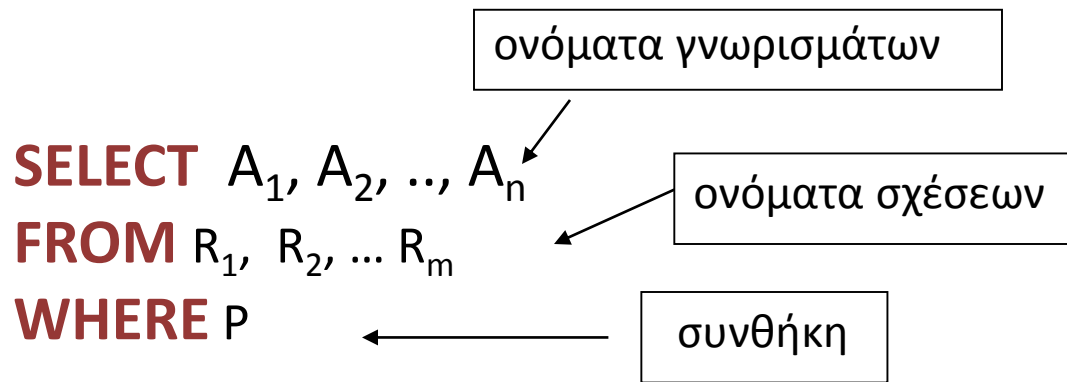 ονόματα γνωρισμάτων
SELECT A₁, A₂, .., Aₙ
ονόματα σχέσεων
FROM R₁, R₂, ... Rₘ
WHERE P
συνθήκη